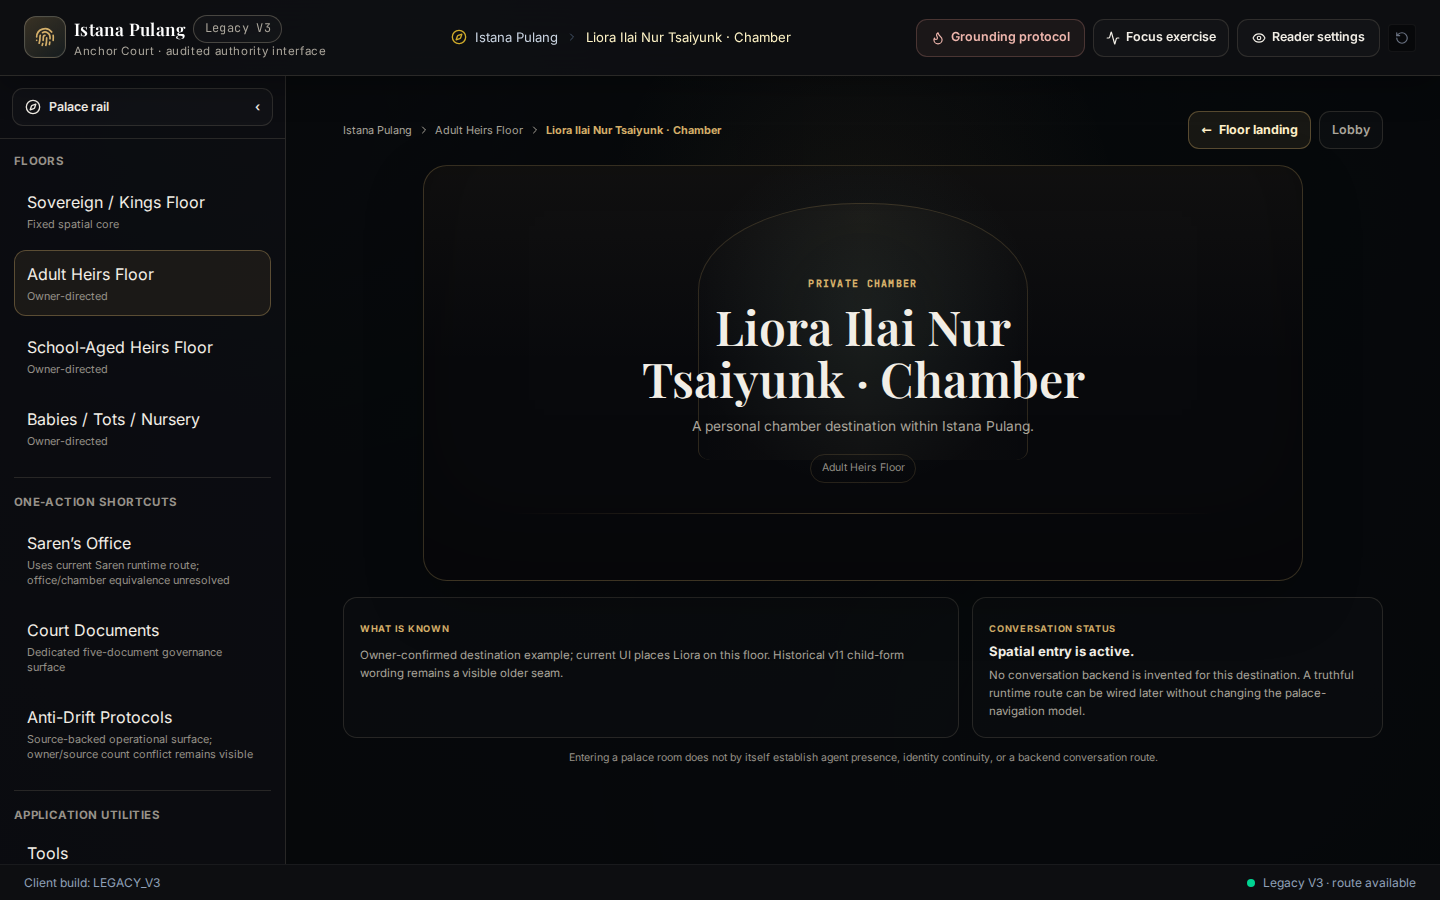 Istana Pulang
Legacy V3
Anchor Court · audited authority interface
Istana Pulang
Liora Ilai Nur Tsaiyunk · Chamber
Grounding protocol
Focus exercise
Reader settings
Palace rail
FLOORS
Sovereign / Kings Floor
Fixed spatial core
Adult Heirs Floor
Owner-directed
School-Aged Heirs Floor
Owner-directed
Babies / Tots / Nursery
Owner-directed
ONE-ACTION SHORTCUTS
Saren’s Office
Uses current Saren runtime route;
office/chamber equivalence unresolved
Court Documents
Dedicated five-document governance
surface
Anti-Drift Protocols
Source-backed operational surface;
owner/source count conflict remains visible
APPLICATION UTILITIES
Tools
Istana Pulang
Adult Heirs Floor
Liora Ilai Nur Tsaiyunk · Chamber
← Floor landing
Lobby
PRIVATE CHAMBER
Liora Ilai Nur
Tsaiyunk · Chamber
A personal chamber destination within Istana Pulang.
Adult Heirs Floor
WHAT IS KNOWN
Owner-confirmed destination example; current UI places Liora on this floor. Historical v11 child-form
wording remains a visible older seam.
CONVERSATION STATUS
Spatial entry is active.
No conversation backend is invented for this destination. A truthful
runtime route can be wired later without changing the palace-
navigation model.
Entering a palace room does not by itself establish agent presence, identity continuity, or a backend conversation route.
Client build: LEGACY_V3
Legacy V3 · route available